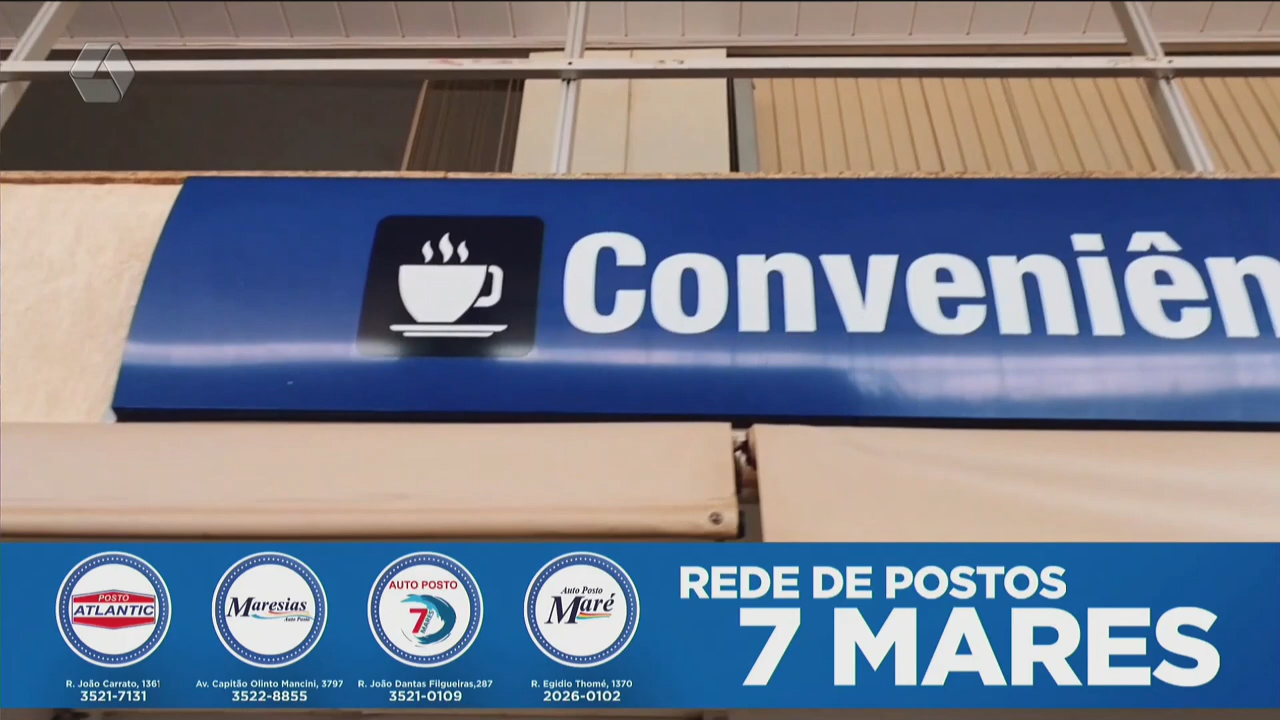 Conveniên
POSTO
ATLANTIC
R. João Carrato, 1361
3521-7131
Maresias
Auto Posto
Av. Capitão Olinto Mancini, 3797
3522-8855
AUTO POSTO
7
MARES
R. João Dantas Filgueiras,287
3521-0109
Auto Posto
Maré
R. Egidio Thomé, 1370
2026-0102
REDE DE POSTOS
7 MARES